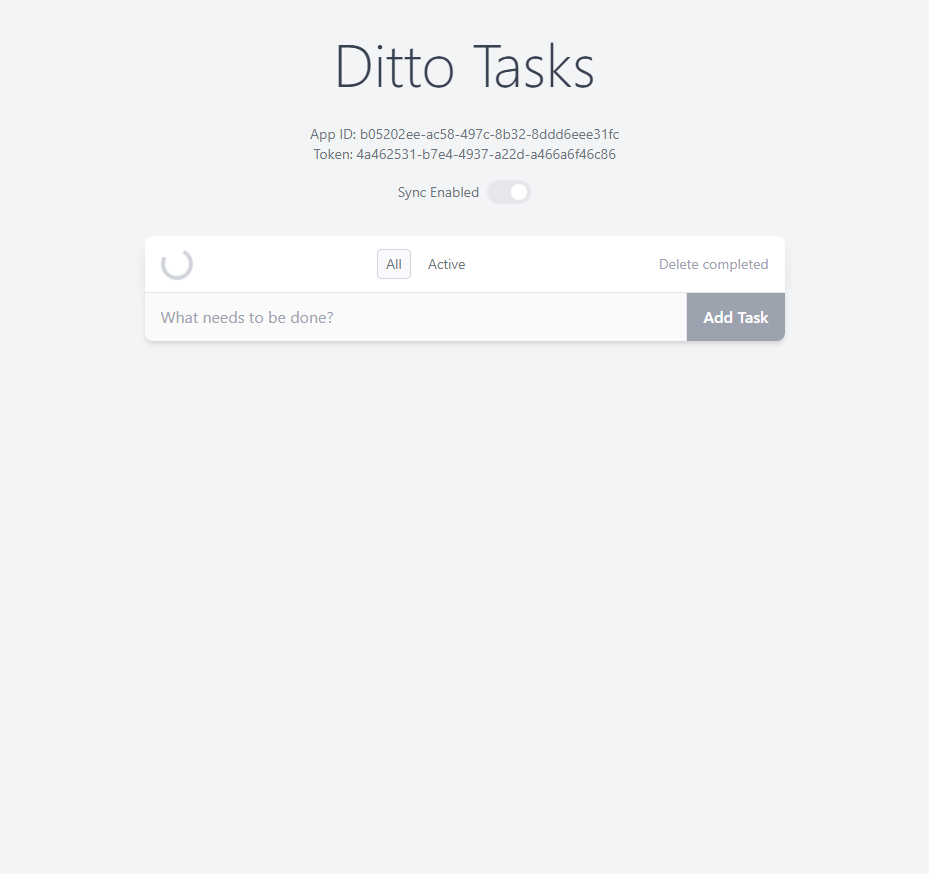 Ditto Tasks
App ID: b05202ee-ac58-497c-8b32-8ddd6eee31fc
Token: 4a462531-b7e4-4937-a22d-a466a6f46c86
Sync Enabled
All Active Delete completed
What needs to be done? Add Task